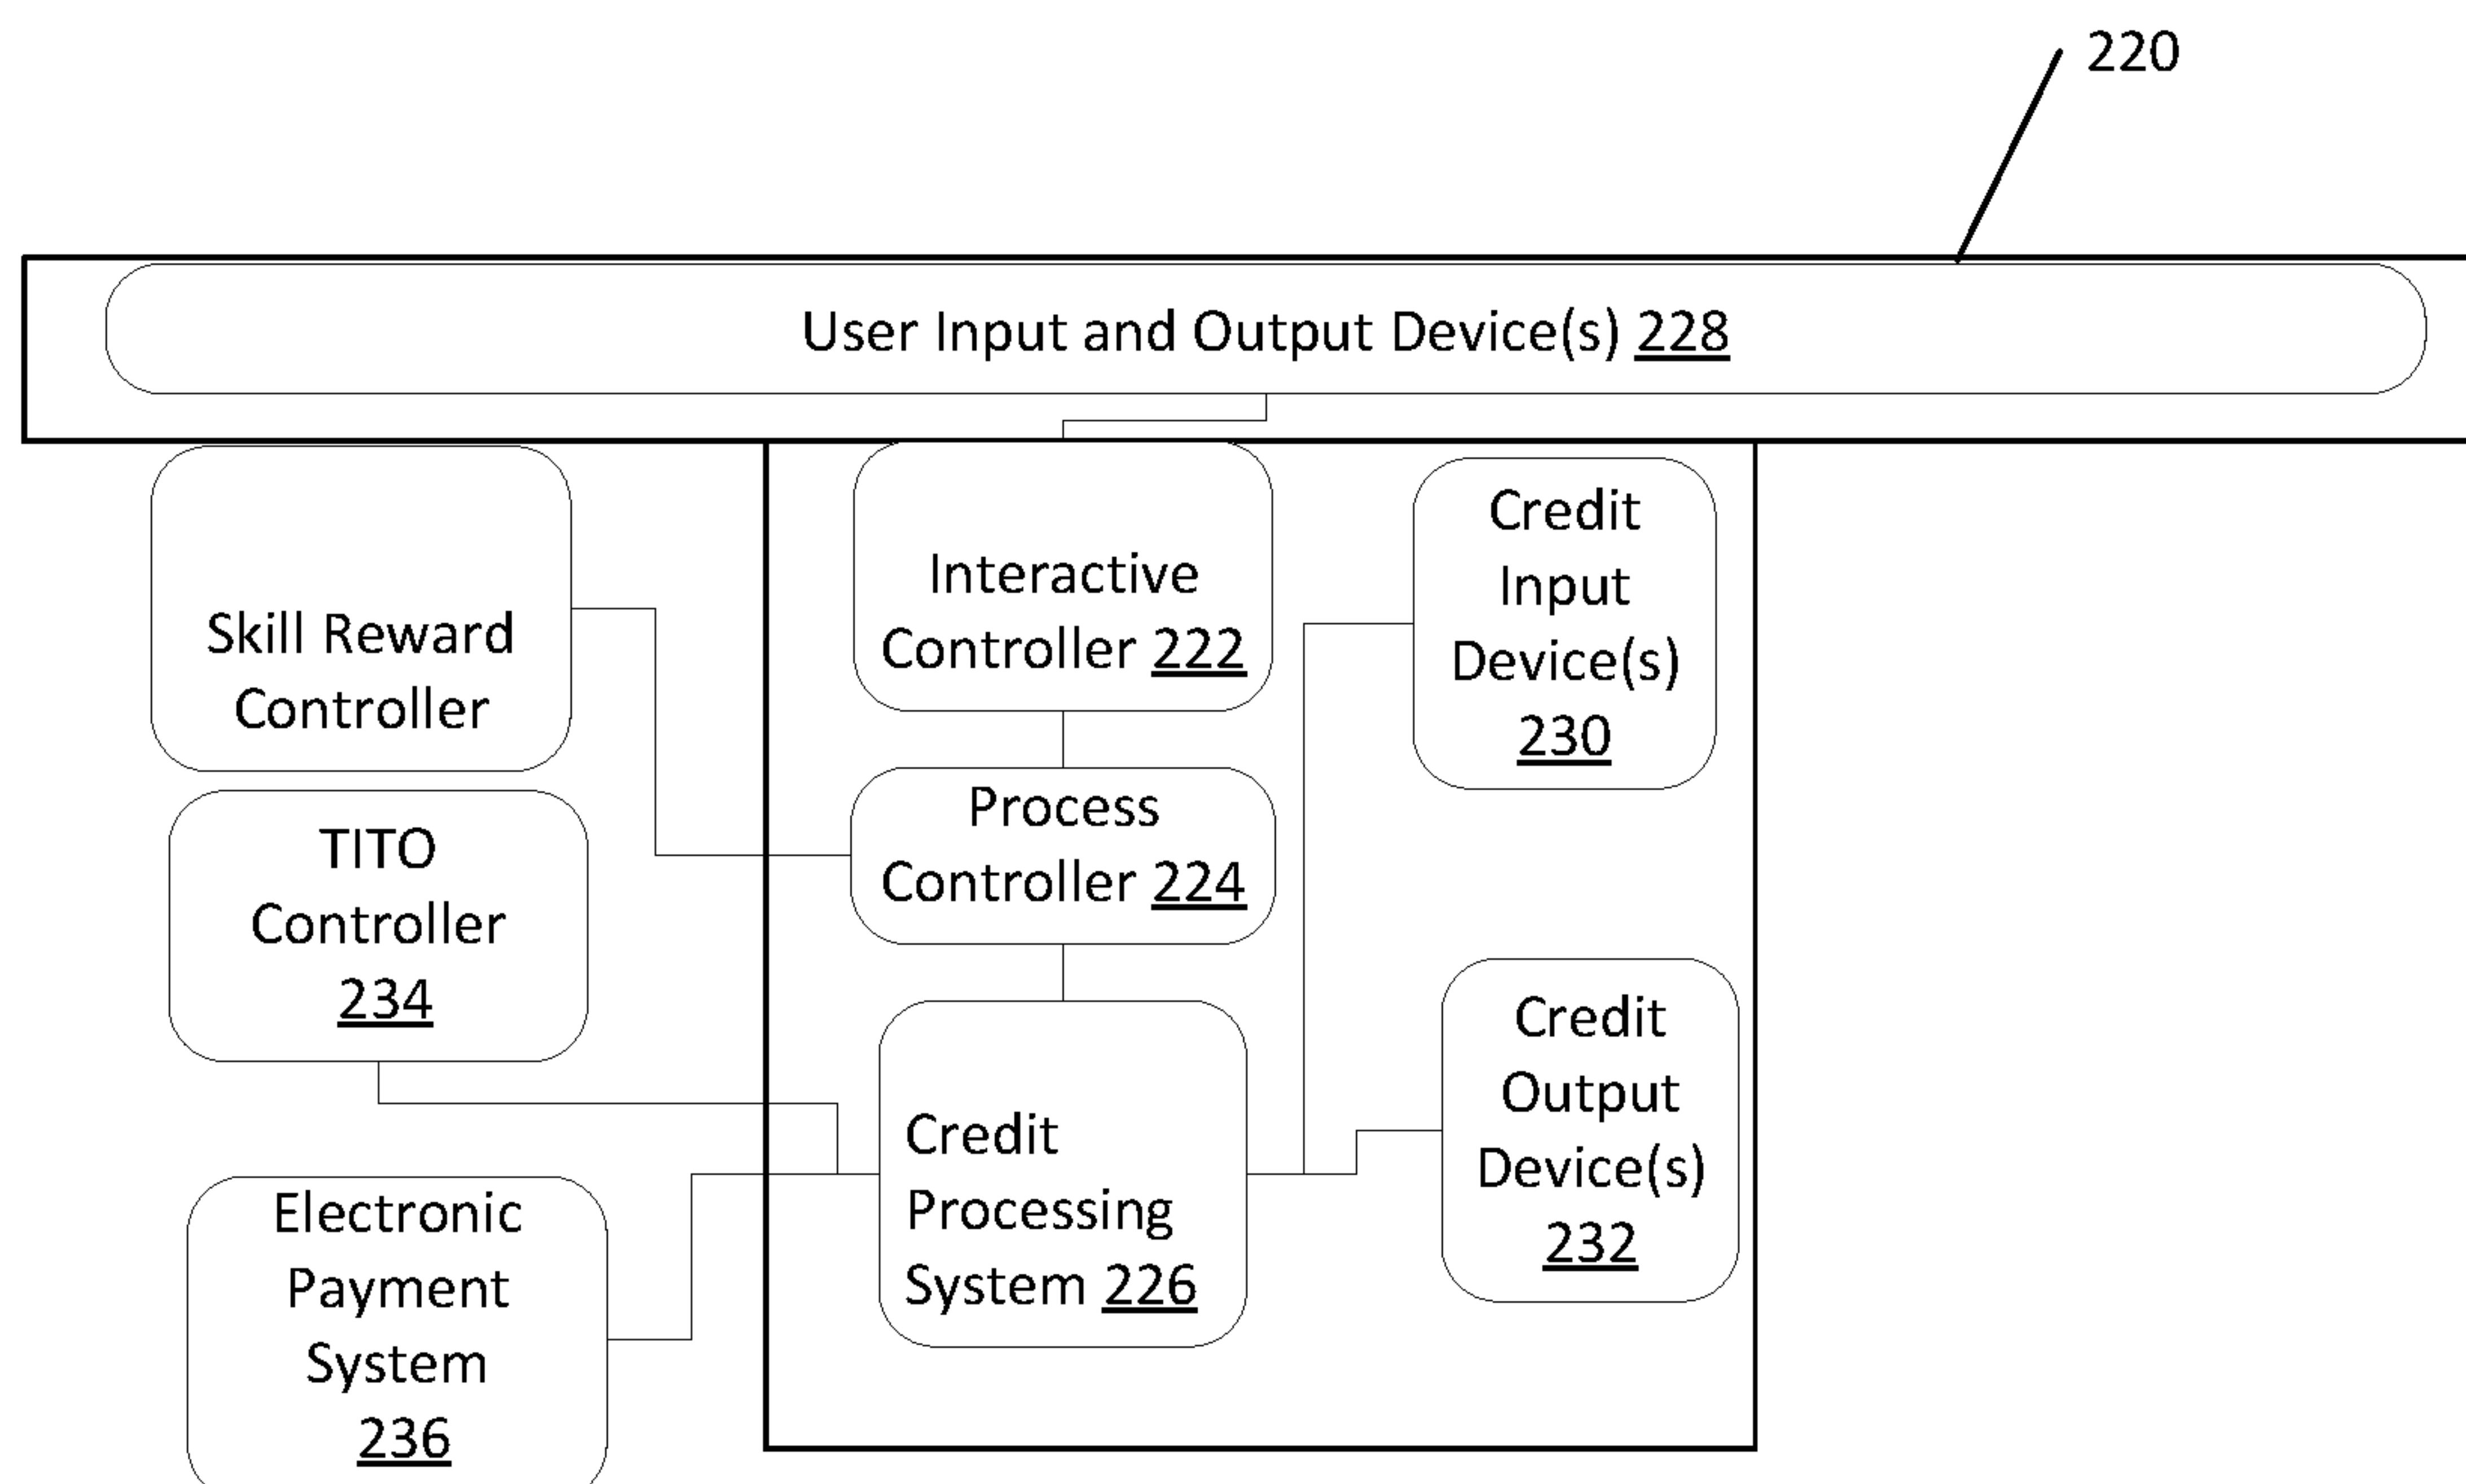 220
User Input and Output Device(s) 228
Skill Reward
Controller
Interactive
Controller 222
Credit
Input
Device(s)
230
Process
Controller 224
TITO
Controller
234
Credit
Processing
System 226
Credit
Output
Device(s)
232
Electronic
Payment
System
236